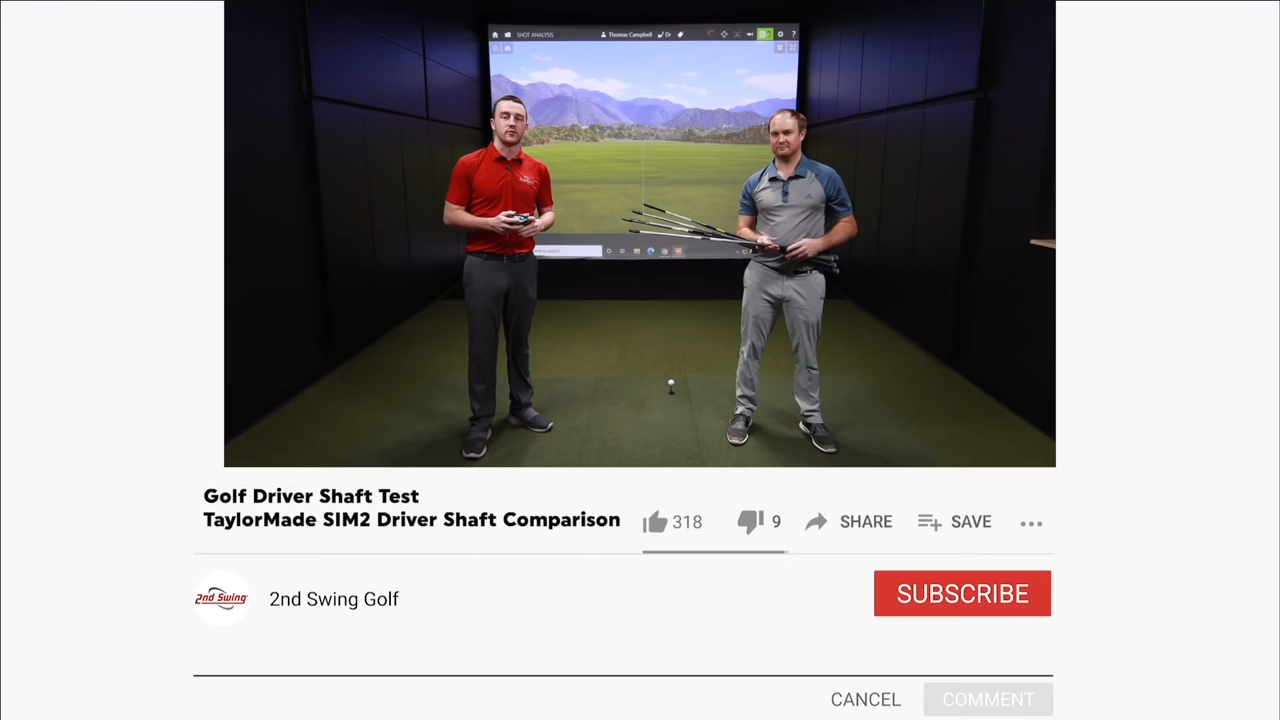 SHOT ANALYSIS
Thomas Campbell
Dr
?
Golf Driver Shaft Test
TaylorMade SIM2 Driver Shaft Comparison
318
9
SHARE
SAVE
2nd Swing
2nd Swing Golf
SUBSCRIBE
CANCEL
COMMENT